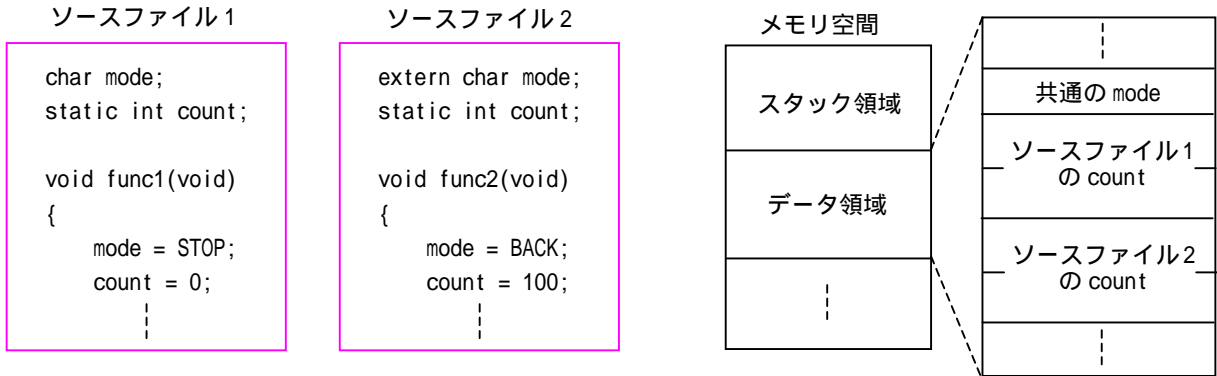 ソースファイル1
char mode;
static int count;
void func1(void)
{
mode = STOP;
count = 0;
ソースファイル2
extern char mode;
static int count;
void func2(void)
{
mode = BACK;
count = 100;
メモリ空間
スタック領域
データ領域
共通の mode
ソースファイル1
の count
ソースファイル2
の count